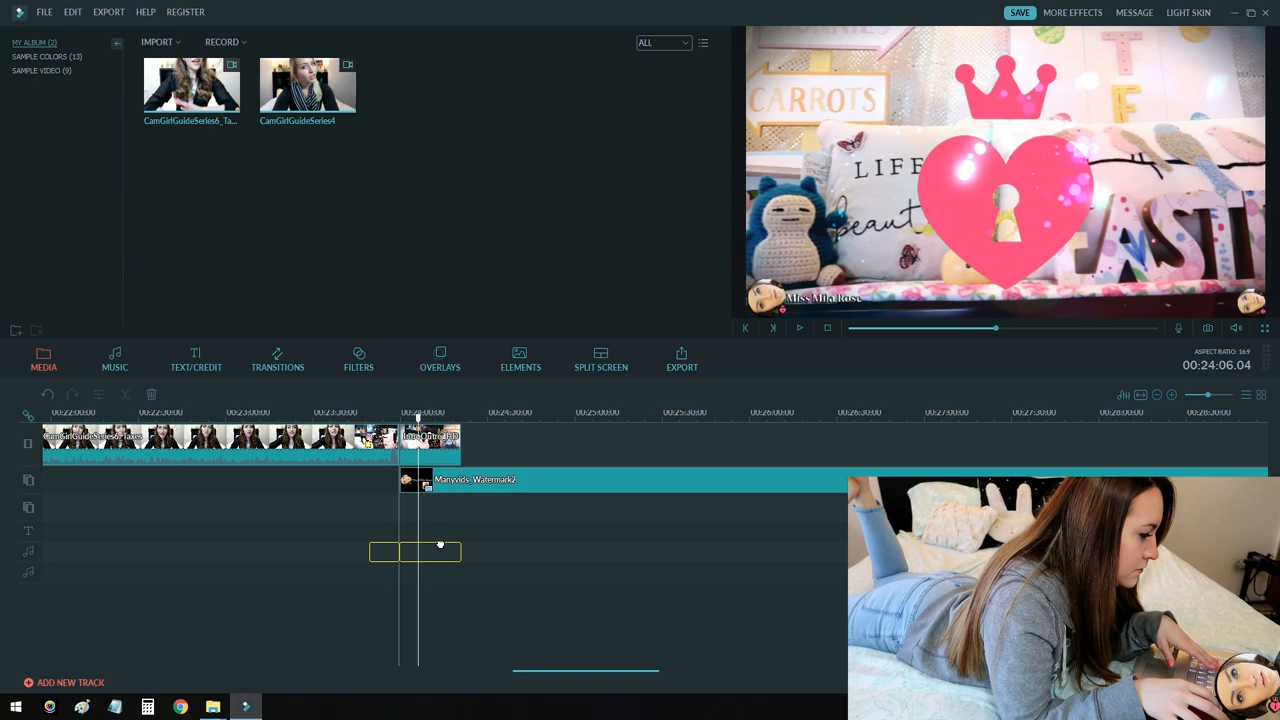 FILE EDIT EXPORT HELP REGISTER
SAVE MORE EFFECTS MESSAGE LIGHT SKIN
MY ALBUM (2)
SAMPLE COLORS (13)
SAMPLE VIDEO (9)
IMPORT RECORD
ALL
CamGirlGuideSeries6_Ta...
CamGirlGuideSeries4
CARROTS
T
F
LIFE
beaut
EAST
Miss Mila Rose
MEDIA MUSIC TEXT/CREDIT TRANSITIONS FILTERS OVERLAYS ELEMENTS SPLIT SCREEN EXPORT
ASPECT RATIO: 16:9
00:24:06.04
00:22:00:00 00:22:30:00 00:23:00:00 00:23:30:00 00:24:30:00 00:25:00:00 00:25:30:00 00:26:00:00 00:26:30:00 00:27:00:00 00:27:30:00 00:28:00:00 00:28:30:00
CamGirlGuideSeries6_Taxes
Manyvids_Watermark2
T
ADD NEW TRACK